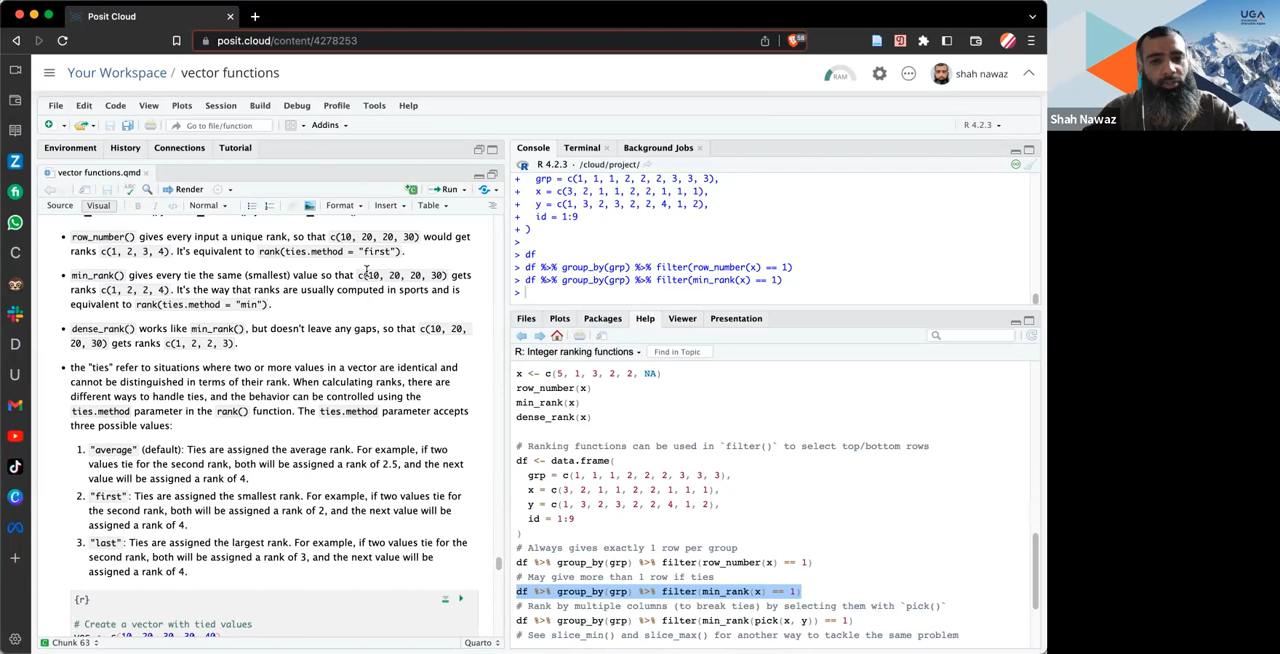 Posit Cloud
posit.cloud/content/4278253
58
Your Workspace / vector functions
RAM
shah nawaz
File Edit Code View Plots Session Build Debug Profile Tools Help
Go to file/function
Addins
R 4.2.3
Environment History Connections Tutorial
vector functions.qmd
Render
Run
Source Visual B I </> Normal Format Insert Table
row_number() gives every input a unique rank, so that c(10, 20, 20, 30) would get
ranks c(1, 2, 3, 4). It's equivalent to rank(ties.method = "first").
min_rank() gives every tie the same (smallest) value so that c(10, 20, 20, 30) gets
ranks c(1, 2, 2, 4). It's the way that ranks are usually computed in sports and is
equivalent to rank(ties.method = "min").
dense_rank() works like min_rank(), but doesn't leave any gaps, so that c(10, 20,
20, 30) gets ranks c(1, 2, 2, 3).
the "ties" refer to situations where two or more values in a vector are identical and
cannot be distinguished in terms of their rank. When calculating ranks, there are
different ways to handle ties, and the behavior can be controlled using the
ties.method parameter in the rank() function. The ties.method parameter accepts
three possible values:
1. "average" (default): Ties are assigned the average rank. For example, if two
values tie for the second rank, both will be assigned a rank of 2.5, and the next
value will be assigned a rank of 4.
2. "first": Ties are assigned the smallest rank. For example, if two values tie for
the second rank, both will be assigned a rank of 2, and the next value will be
assigned a rank of 4.
3. "last": Ties are assigned the largest rank. For example, if two values tie for the
second rank, both will be assigned a rank of 3, and the next value will be
assigned a rank of 4.
{r}
# Create a vector with tied values
Chunk 63
Quarto
Console Terminal Background Jobs
R 4.2.3 · /cloud/project/
+ grp = c(1, 1, 1, 2, 2, 2, 3, 3, 3),
+ x = c(3, 2, 1, 1, 2, 2, 1, 1, 1),
+ y = c(1, 3, 2, 3, 2, 2, 4, 1, 2),
+ id = 1:9
+ )
>
> df
> df %>% group_by(grp) %>% filter(row_number(x) == 1)
> df %>% group_by(grp) %>% filter(min_rank(x) == 1)
>
Files Plots Packages Help Viewer Presentation
R: Integer ranking functions
Find in Topic
x <- c(5, 1, 3, 2, 2, NA)
row_number(x)
min_rank(x)
dense_rank(x)
# Ranking functions can be used in `filter()` to select top/bottom rows
df <- data.frame(
grp = c(1, 1, 1, 2, 2, 2, 3, 3, 3),
x = c(3, 2, 1, 1, 2, 2, 1, 1, 1),
y = c(1, 3, 2, 3, 2, 2, 4, 1, 2),
id = 1:9
)
# Always gives exactly 1 row per group
df %>% group_by(grp) %>% filter(row_number(x) == 1)
# May give more than 1 row if ties
df %>% group_by(grp) %>% filter(min_rank(x) == 1)
# Rank by multiple columns (to break ties) by selecting them with `pick()`
df %>% group_by(grp) %>% filter(min_rank(pick(x, y)) == 1)
# See slice_min() and slice_max() for another way to tackle the same problem
UGA
Shah Nawaz